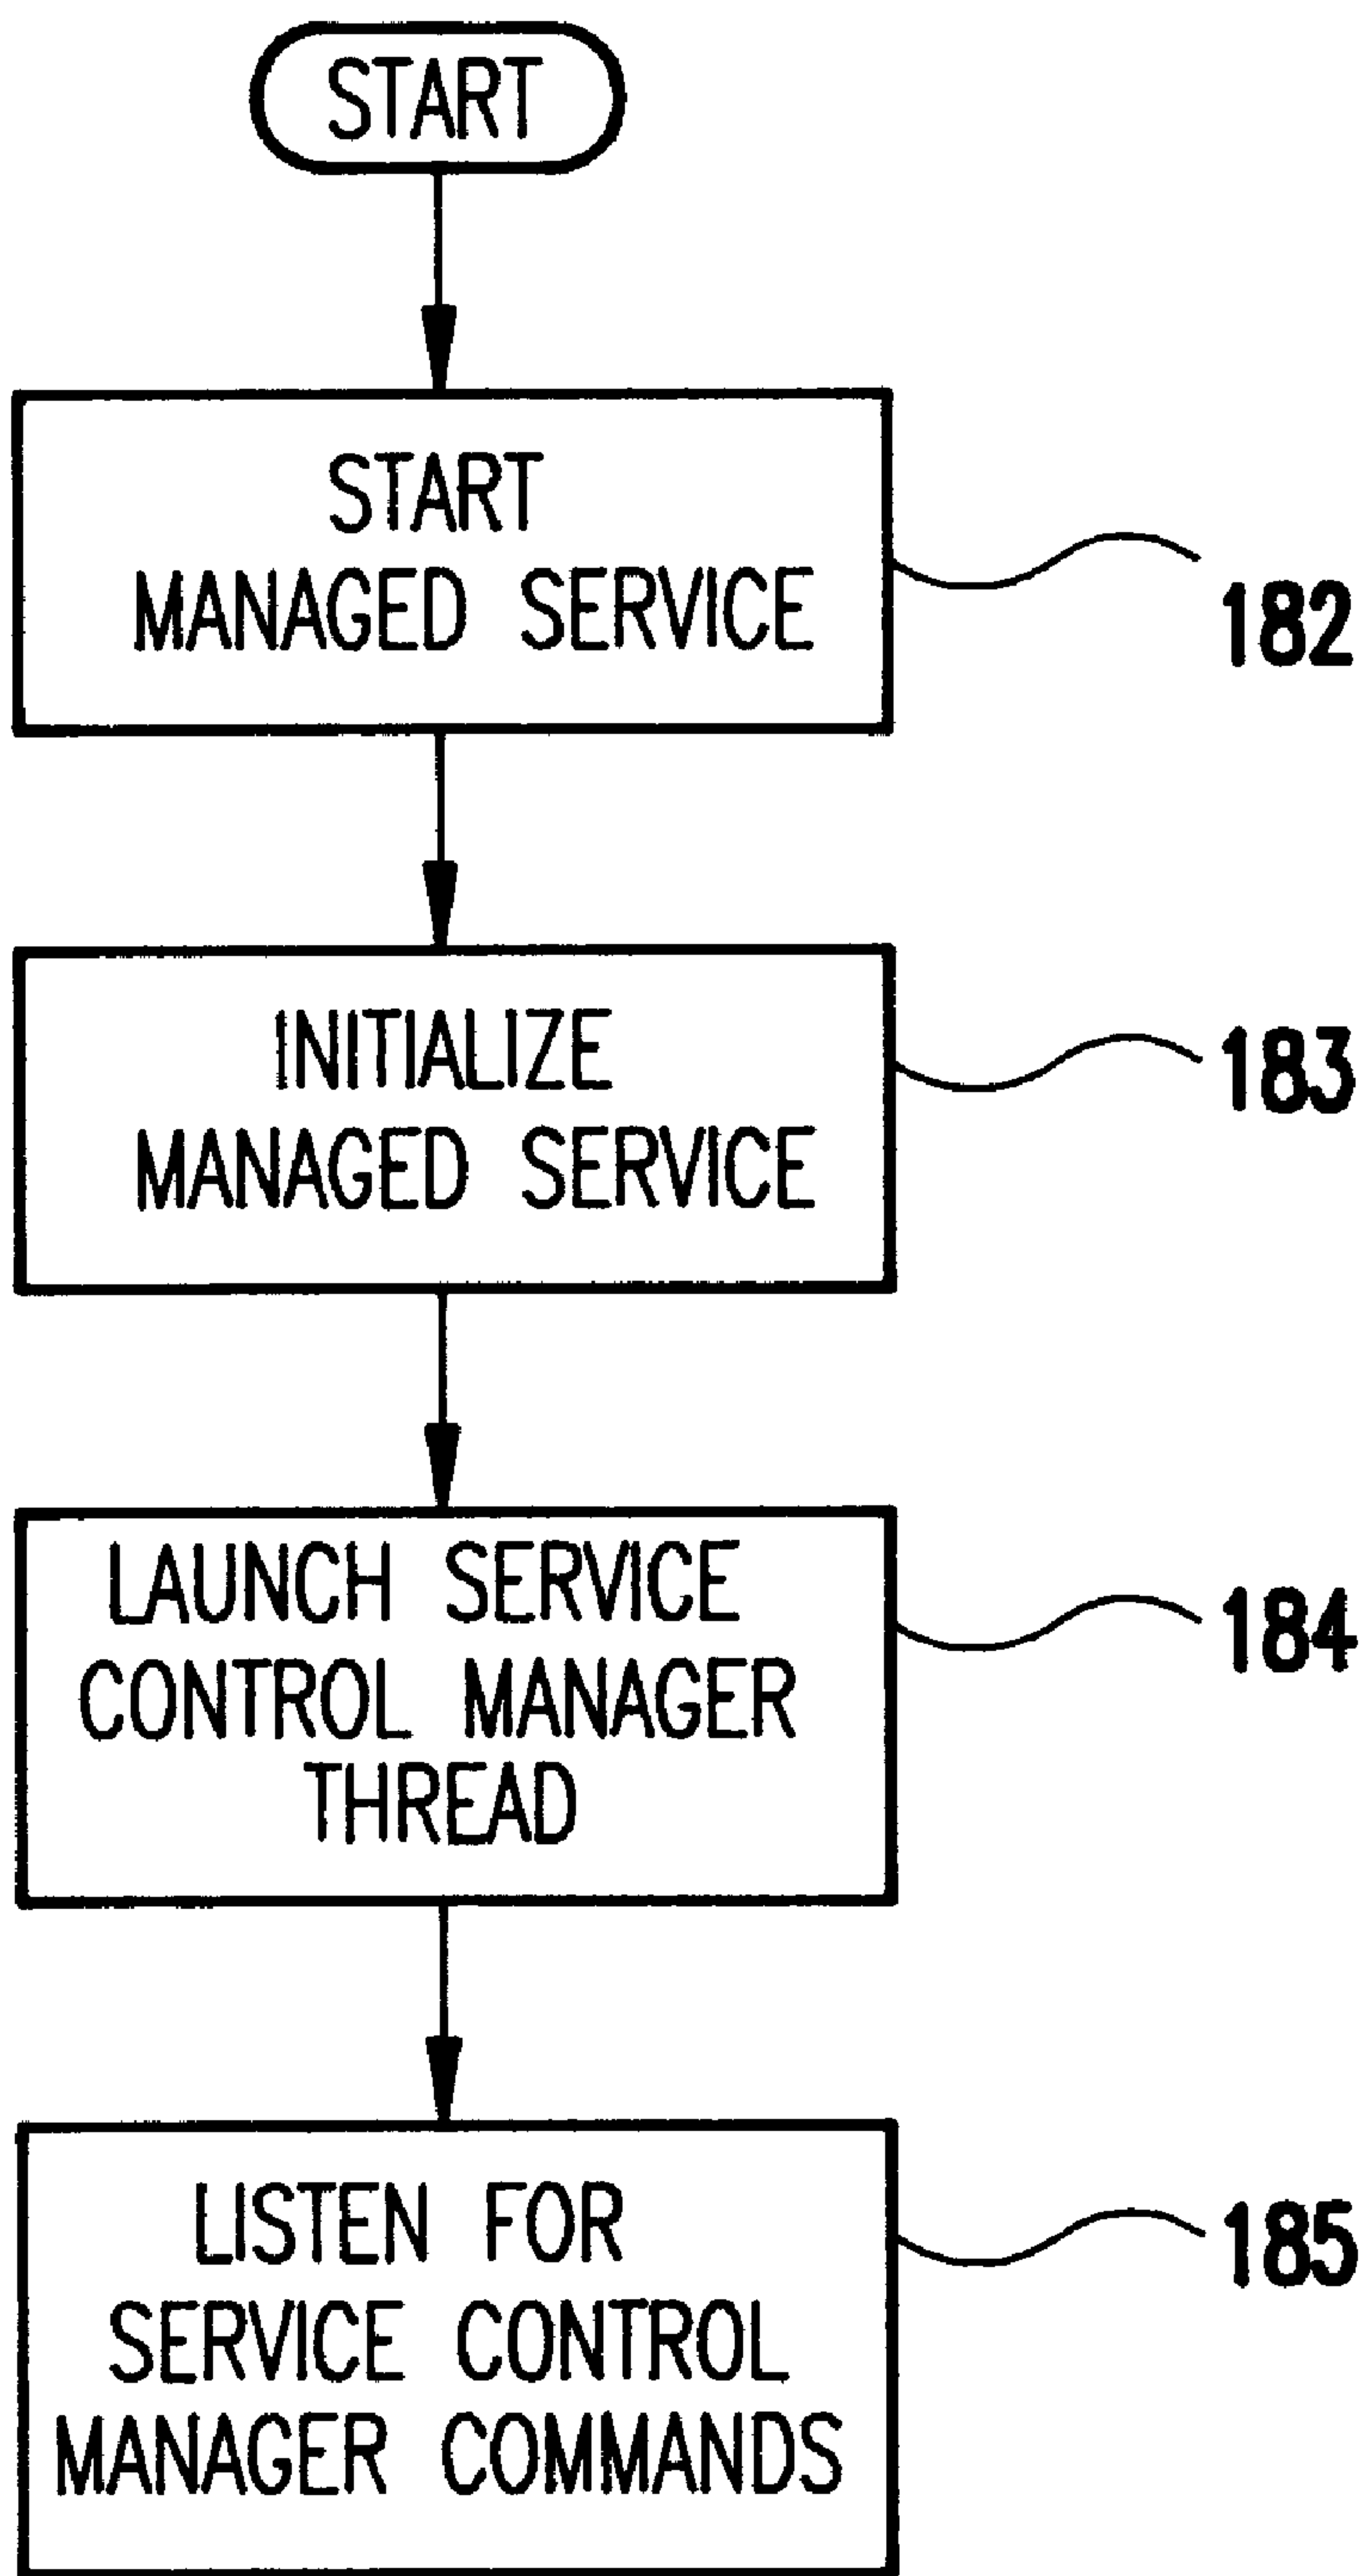 START
START
MANAGED SERVICE
182
INITIALIZE
MANAGED SERVICE
183
LAUNCH SERVICE
CONTROL MANAGER
THREAD
184
LISTEN FOR
SERVICE CONTROL
MANAGER COMMANDS
185